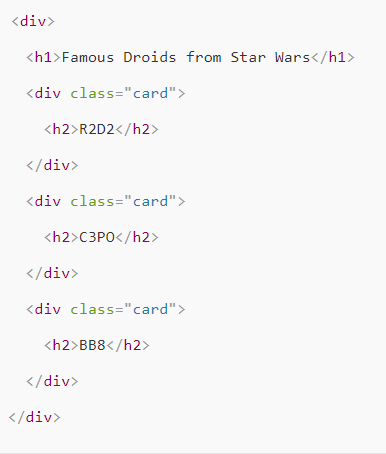 <div>
<h1>Famous Droids from Star Wars</h1>
<div class="card">
<h2>R2D2</h2>
</div>
<div class="card">
<h2>C3PO</h2>
</div>
<div class="card">
<h2>BB8</h2>
</div>
</div>